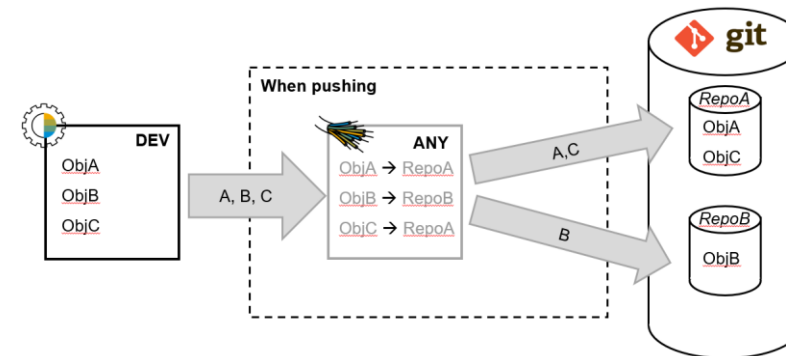 git
When pushing
DEV
ObjA
ObjB
ObjC
A, B, C
ANY
ObjA → RepoA
ObjB → RepoB
ObjC → RepoA
A,C
B
RepoA
ObjA
ObjC
RepoB
ObjB